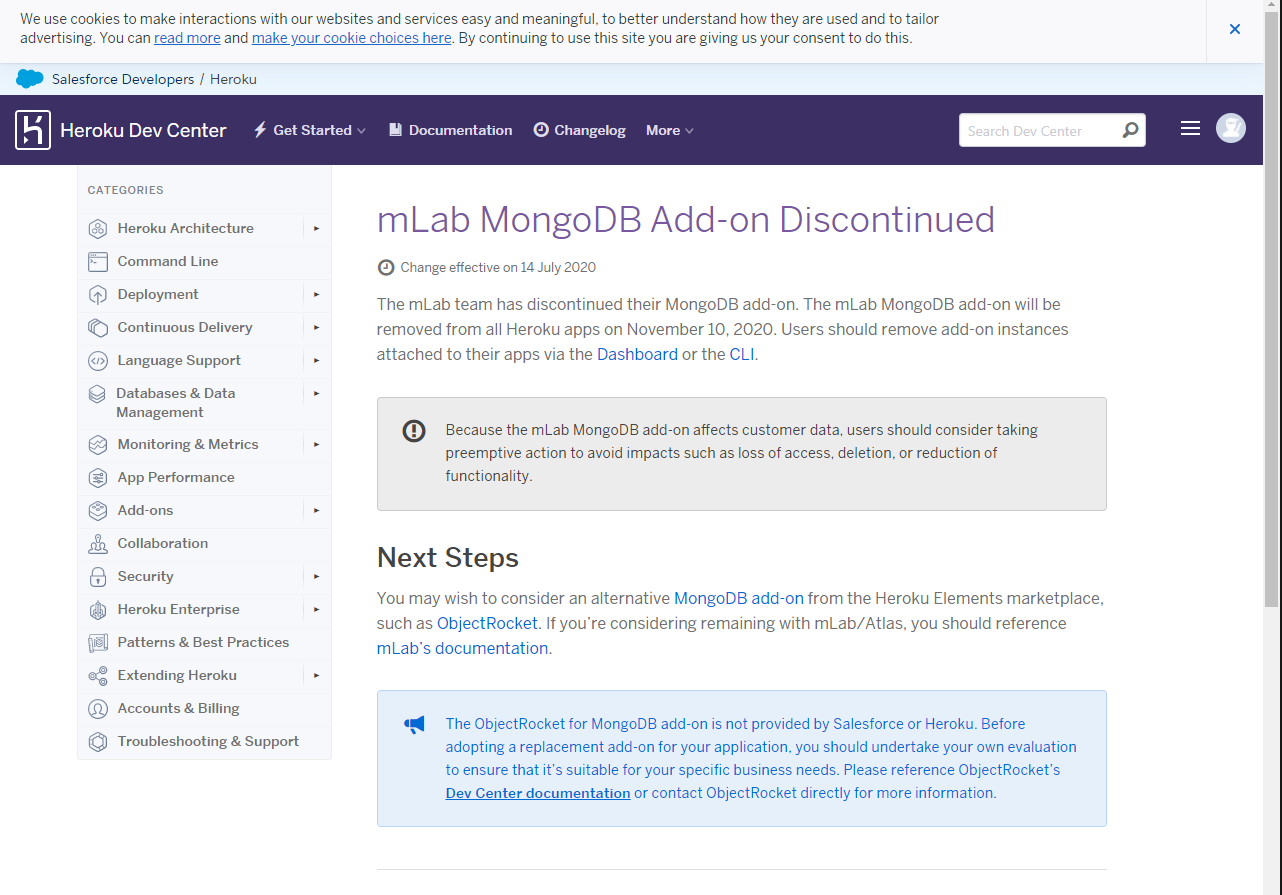 We use cookies to make interactions with our websites and services easy and meaningful, to better understand how they are used and to tailor
advertising. You can read more and make your cookie choices here. By continuing to use this site you are giving us your consent to do this.
Salesforce Developers / Heroku
Heroku Dev Center Get Started Documentation Changelog More Search Dev Center
CATEGORIES
Heroku Architecture
Command Line
Deployment
Continuous Delivery
Language Support
Databases & Data
Management
Monitoring & Metrics
App Performance
Add-ons
Collaboration
Security
Heroku Enterprise
Patterns & Best Practices
Extending Heroku
Accounts & Billing
Troubleshooting & Support
mLab MongoDB Add-on Discontinued
Change effective on 14 July 2020
The mLab team has discontinued their MongoDB add-on. The mLab MongoDB add-on will be
removed from all Heroku apps on November 10, 2020. Users should remove add-on instances
attached to their apps via the Dashboard or the CLI.
Because the mLab MongoDB add-on affects customer data, users should consider taking
preemptive action to avoid impacts such as loss of access, deletion, or reduction of
functionality.
Next Steps
You may wish to consider an alternative MongoDB add-on from the Heroku Elements marketplace,
such as ObjectRocket. If you’re considering remaining with mLab/Atlas, you should reference
mLab’s documentation.
The ObjectRocket for MongoDB add-on is not provided by Salesforce or Heroku. Before
adopting a replacement add-on for your application, you should undertake your own evaluation
to ensure that it’s suitable for your specific business needs. Please reference ObjectRocket’s
Dev Center documentation or contact ObjectRocket directly for more information.